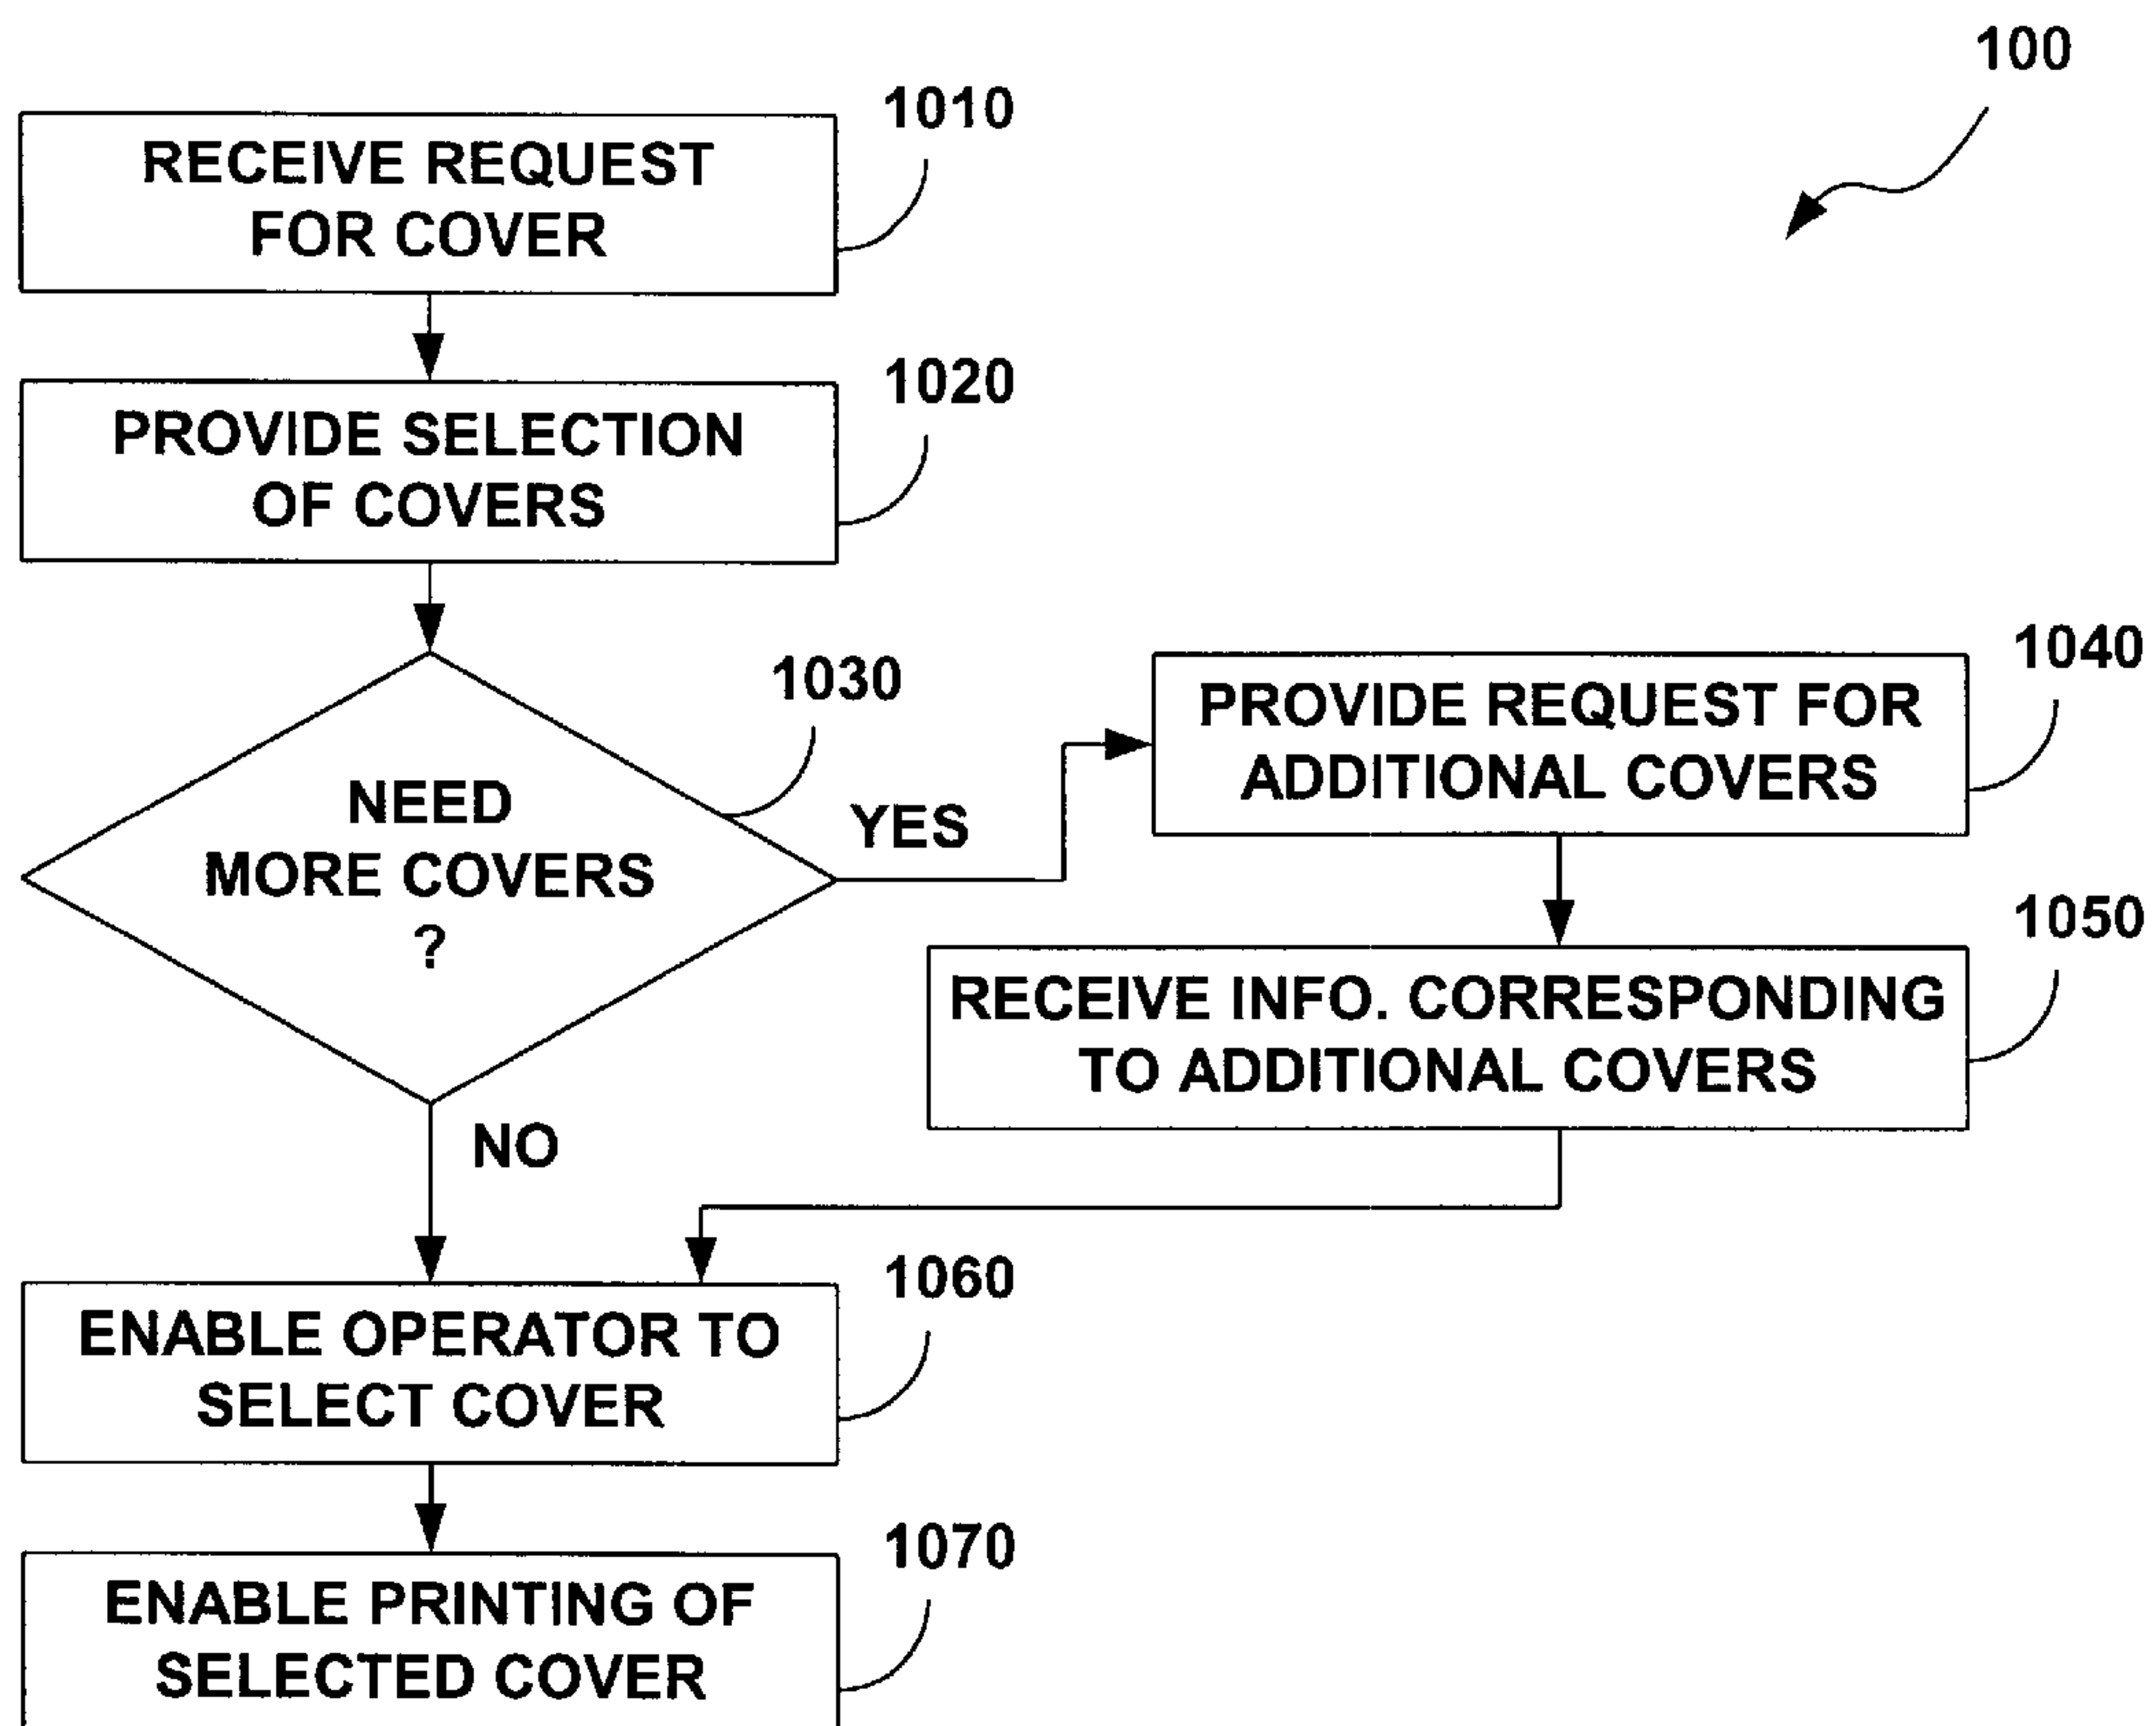 100
1010
RECEIVE REQUEST
FOR COVER
1020
PROVIDE SELECTION
OF COVERS
1030
NEED
MORE COVERS
?
YES
NO
1040
PROVIDE REQUEST FOR
ADDITIONAL COVERS
1050
RECEIVE INFO. CORRESPONDING
TO ADDITIONAL COVERS
1060
ENABLE OPERATOR TO
SELECT COVER
1070
ENABLE PRINTING OF
SELECTED COVER